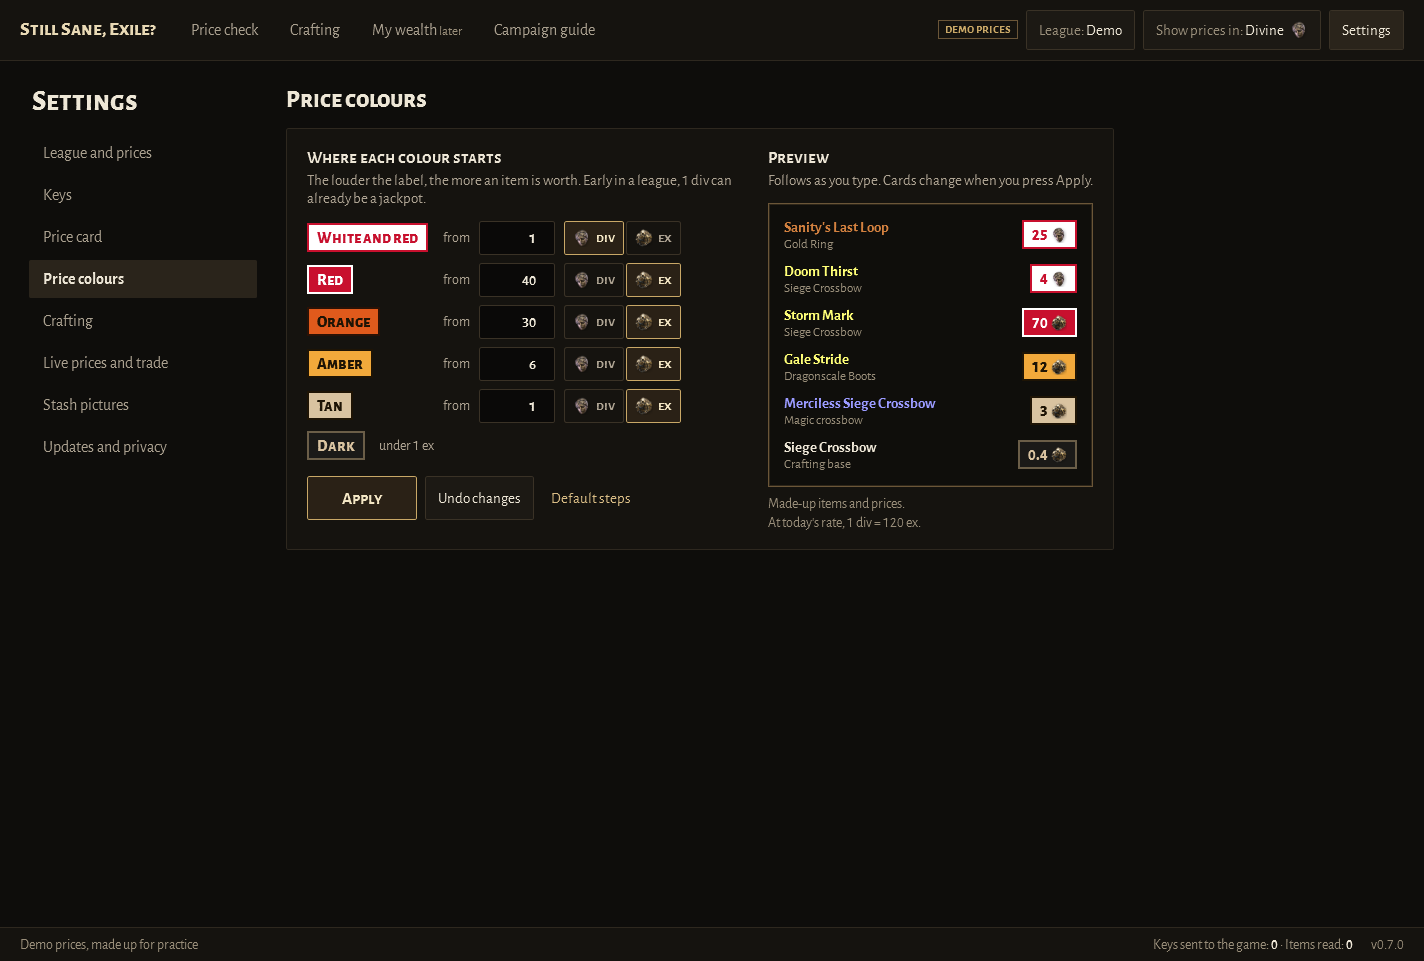 Still Sane, Exile?
Price check
Crafting
My wealth later
Campaign guide
DEMO PRICES
League: Demo
Show prices in: Divine
Settings
Settings
League and prices
Keys
Price card
Price colours
Crafting
Live prices and trade
Stash pictures
Updates and privacy
Price colours
Where each colour starts
The louder the label, the more an item is worth. Early in a league, 1 div can
already be a jackpot.
White and red from 1 DIV EX
Red from 40 DIV EX
Orange from 30 DIV EX
Amber from 6 DIV EX
Tan from 1 DIV EX
Dark under 1 ex
Apply
Undo changes
Default steps
Preview
Follows as you type. Cards change when you press Apply.
Sanity's Last Loop
Gold Ring
25
Doom Thirst
Siege Crossbow
4
Storm Mark
Siege Crossbow
70
Gale Stride
Dragonscale Boots
12
Merciless Siege Crossbow
Magic crossbow
3
Siege Crossbow
Crafting base
0.4
Made-up items and prices.
At today's rate, 1 div = 120 ex.
Demo prices, made up for practice
Keys sent to the game: 0 · Items read: 0
v0.7.0